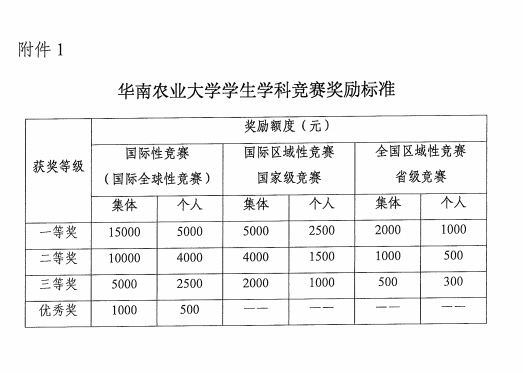 附件 1
华南农业大学学生学科竞赛奖励标准
获奖等级 奖励额度（元）
国际性竞赛 国际区域性竞赛 全国区域性竞赛
（国际全球性竞赛） 国家级竞赛 省级竞赛
集体 个人 集体 个人 集体 个人
一等奖 15000 5000 5000 2500 2000 1000
二等奖 10000 4000 4000 1500 1000 500
三等奖 5000 2500 2000 1000 500 300
优秀奖 1000 500 —— —— —— ——